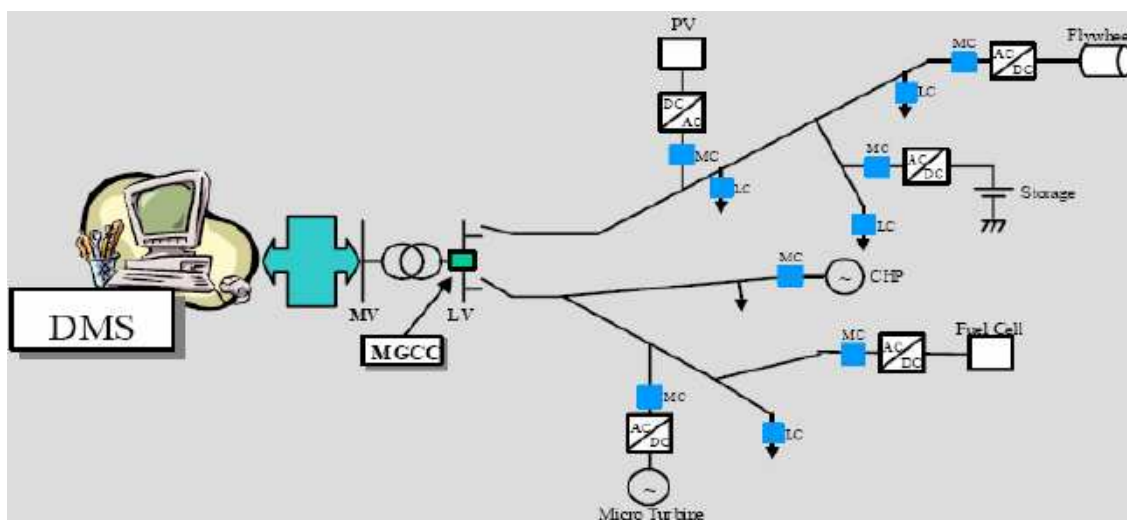 PV
DC
AC
MC
LC
MC
AC
DC
Flywheel
LC
MC
AC
DC
Storage
LC
DMS
MV
LV
MGCC
MC
CHP
MC
AC
DC
Fuel Cell
MC
AC
DC
LC
Micro Turbine